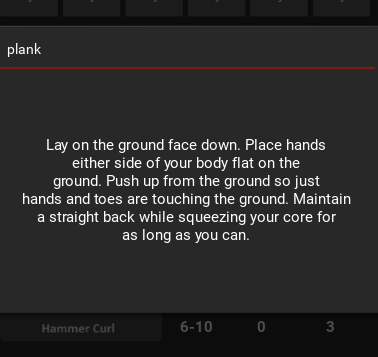 plank
Lay on the ground face down. Place hands
either side of your body flat on the
ground. Push up from the ground so just
hands and toes are touching the ground. Maintain
a straight back while squeezing your core for
as long as you can.
Hammer Curl 6-10 0 3